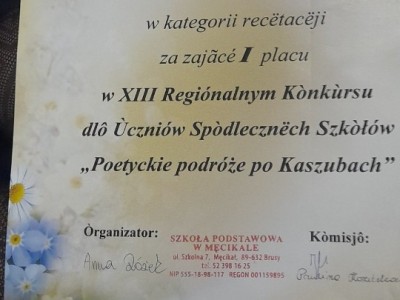 w kategorii recëtacëji
za zajãcé I placu
w XIII Regiónalnym Kònkùrsu
dlô Ùczniów Spòdlecznëch Szkòłów
„Poetyckie podróże po Kaszubach”
Òrganizator: Kòmisjô:
SZKOŁA PODSTAWOWA
W MĘCIKALE
ul. Szkolna 7, Męcikał, 89-632 Brusy
tel. 52 398 16 25
NIP 555-18-98-117 REGON 001159895
Anna